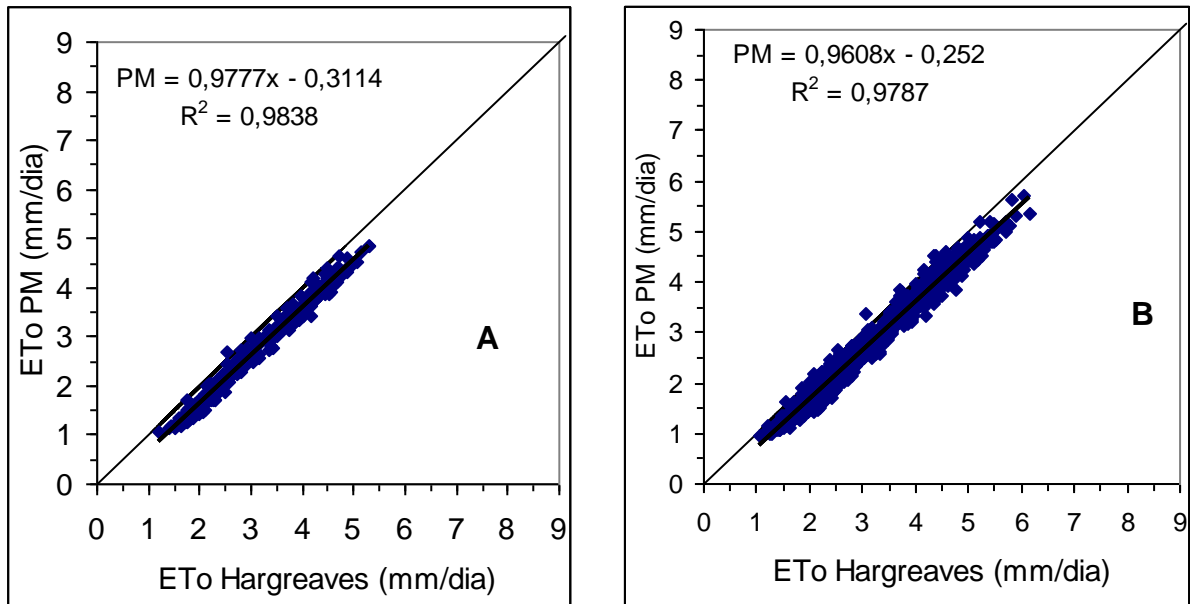 PM = 0,9777x - 0,3114
R² = 0,9838
9
8
7
6
5
4
3
2
1
0
ETo PM (mm/dia)
A
0 1 2 3 4 5 6 7 8 9
ETo Hargreaves (mm/dia)
PM = 0,9608x - 0,252
R² = 0,9787
9
8
7
6
5
4
3
2
1
0
ETo PM (mm/dia)
B
0 1 2 3 4 5 6 7 8 9
ETo Hargreaves (mm/dia)